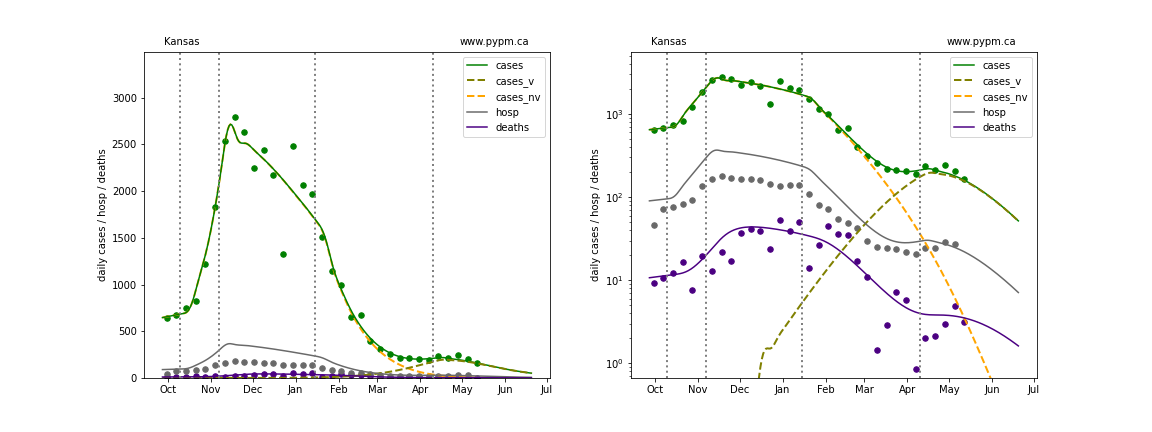 Kansas www.pypm.ca
cases
cases_v
cases_nv
hosp
deaths
daily cases / hosp / deaths
3000
2500
2000
1500
1000
500
0
Oct Nov Dec Jan Feb Mar Apr May Jun Jul
Kansas www.pypm.ca
cases
cases_v
cases_nv
hosp
deaths
daily cases / hosp / deaths
10³
10²
10¹
10⁰
Oct Nov Dec Jan Feb Mar Apr May Jun Jul